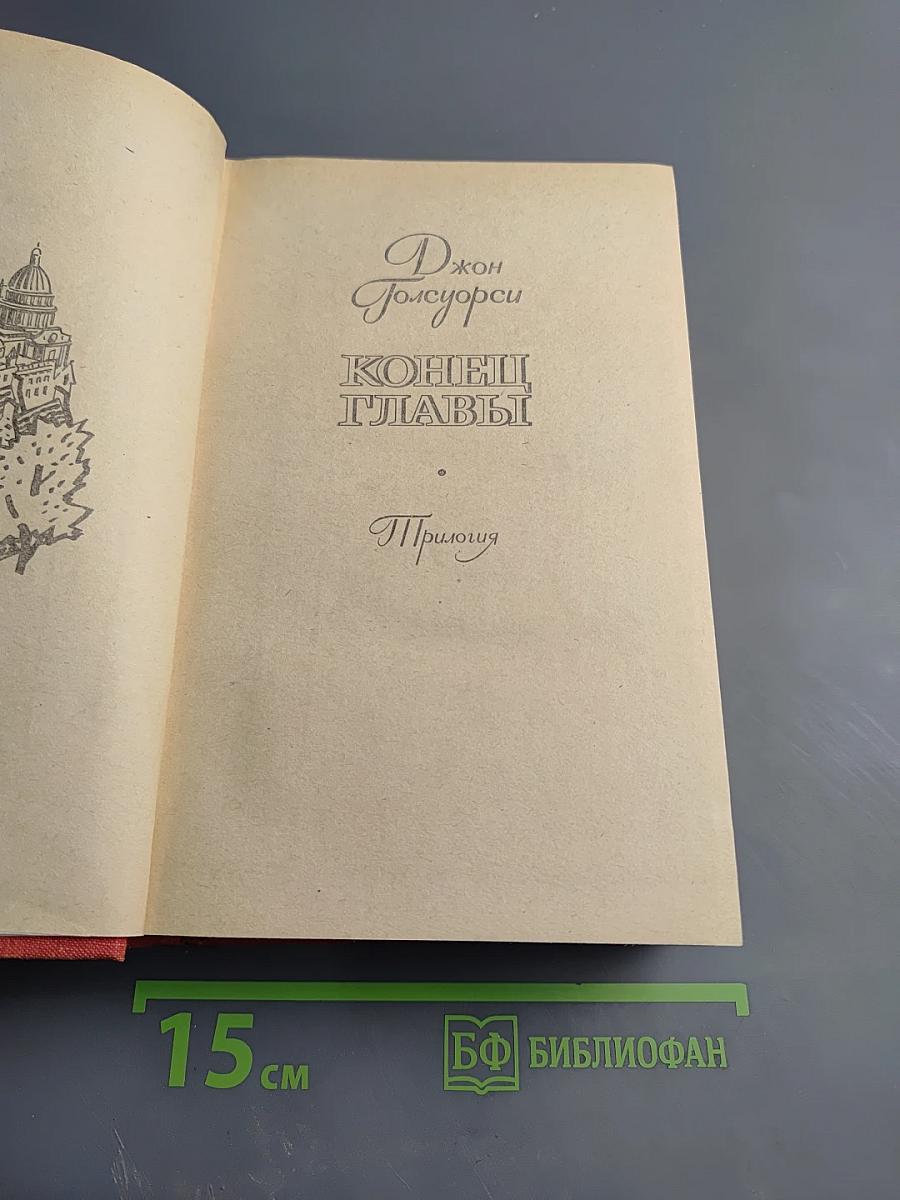 Джон
Голсуорси
КОНЕЦ
ГЛАВЫ
Трилогия
15 см
БФ БИБЛИОФАН